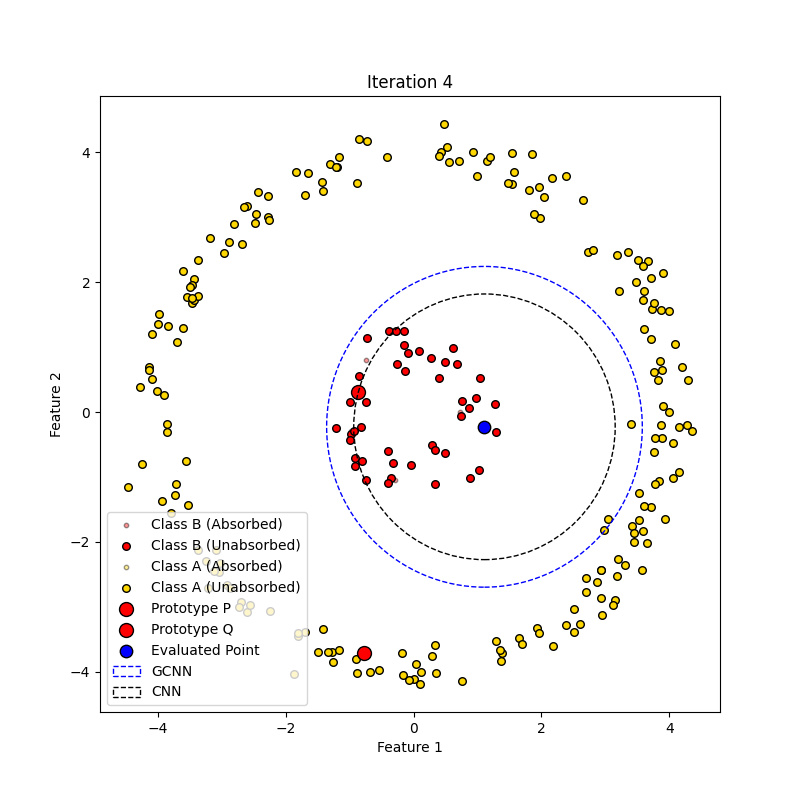 Iteration 4
4
2
0
−2
−4
Feature 2
Class B (Absorbed)
Class B (Unabsorbed)
Class A (Absorbed)
Class A (Unabsorbed)
Prototype P
Prototype Q
Evaluated Point
GCNN
CNN
−4 −2 0 2 4
Feature 1